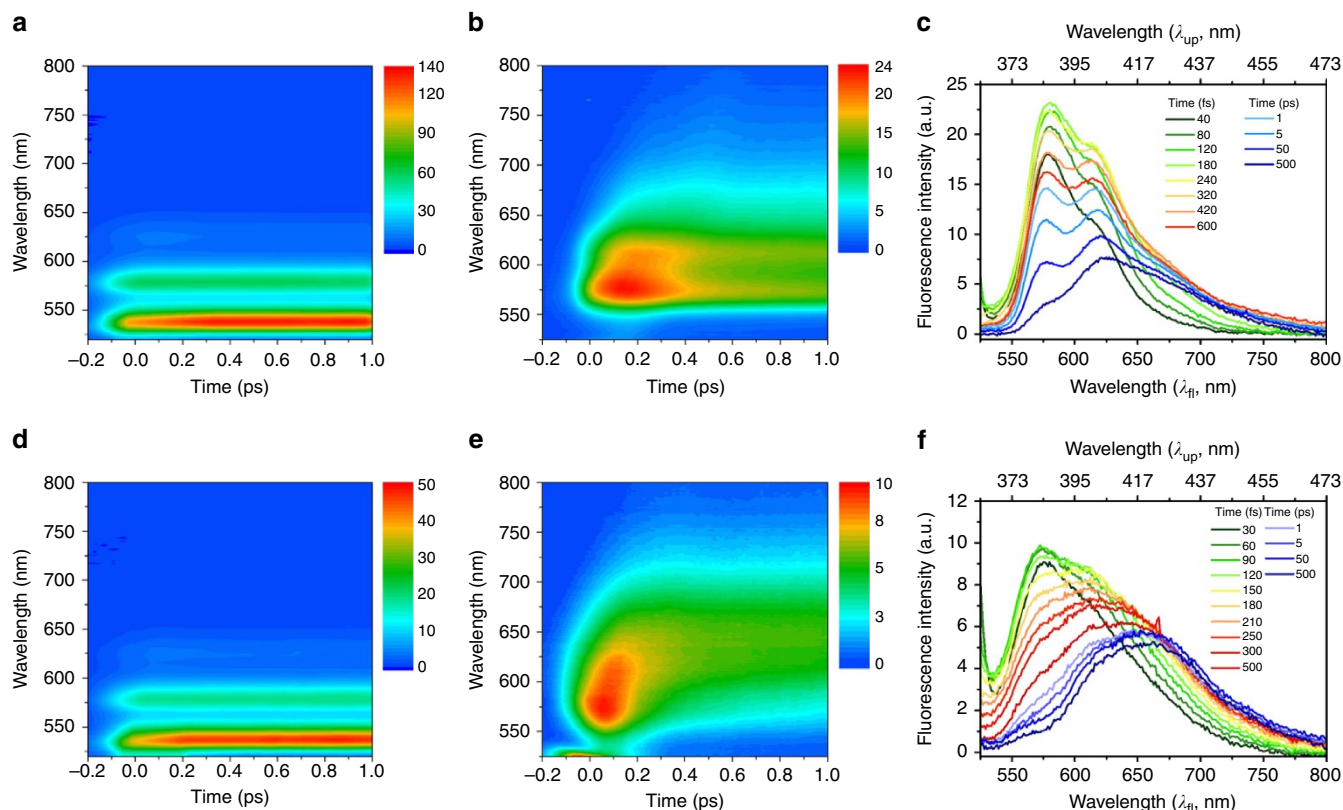 a
800
750
700
650
600
550
Wavelength (nm)
−0.2 0.0 0.2 0.4 0.6 0.8 1.0
Time (ps)
140
120
90
60
30
0
b
800
750
700
650
600
550
Wavelength (nm)
−0.2 0.0 0.2 0.4 0.6 0.8 1.0
Time (ps)
24
20
15
10
5
0
c
Wavelength (λup, nm)
373 395 417 437 455 473
25
20
15
10
5
0
Fluorescence intensity (a.u.)
Time (fs)
40
80
120
180
240
320
420
600
Time (ps)
1
5
50
500
550 600 650 700 750 800
Wavelength (λfl, nm)
d
800
750
700
650
600
550
Wavelength (nm)
−0.2 0.0 0.2 0.4 0.6 0.8 1.0
Time (ps)
50
40
30
20
10
0
e
800
750
700
650
600
550
Wavelength (nm)
−0.2 0.0 0.2 0.4 0.6 0.8 1.0
Time (ps)
10
8
5
3
0
f
Wavelength (λup, nm)
373 395 417 437 455 473
12
10
8
6
4
2
0
Fluorescence intensity (a.u.)
Time (fs) Time (ps)
30 1
60 5
90 50
120 500
150
180
210
250
300
500
550 600 650 700 750 800
Wavelength (λfl, nm)